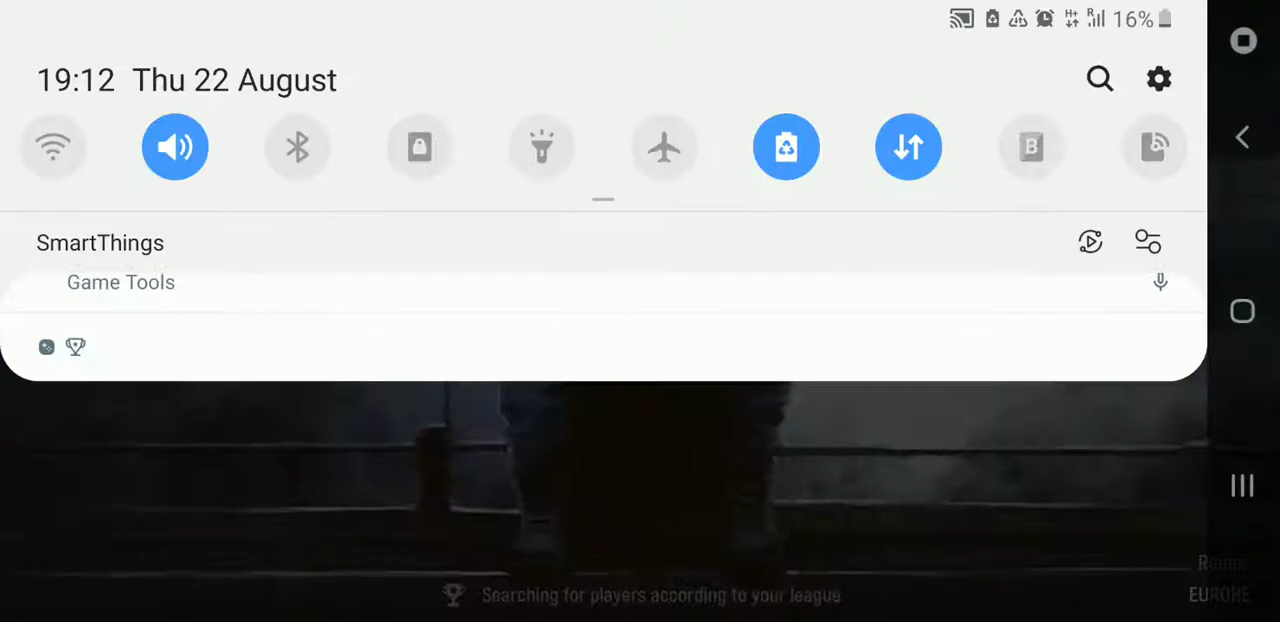 H+ R 16%
19:12 Thu 22 August
B
SmartThings
Game Tools
Searching for players according to your league
EUROPE